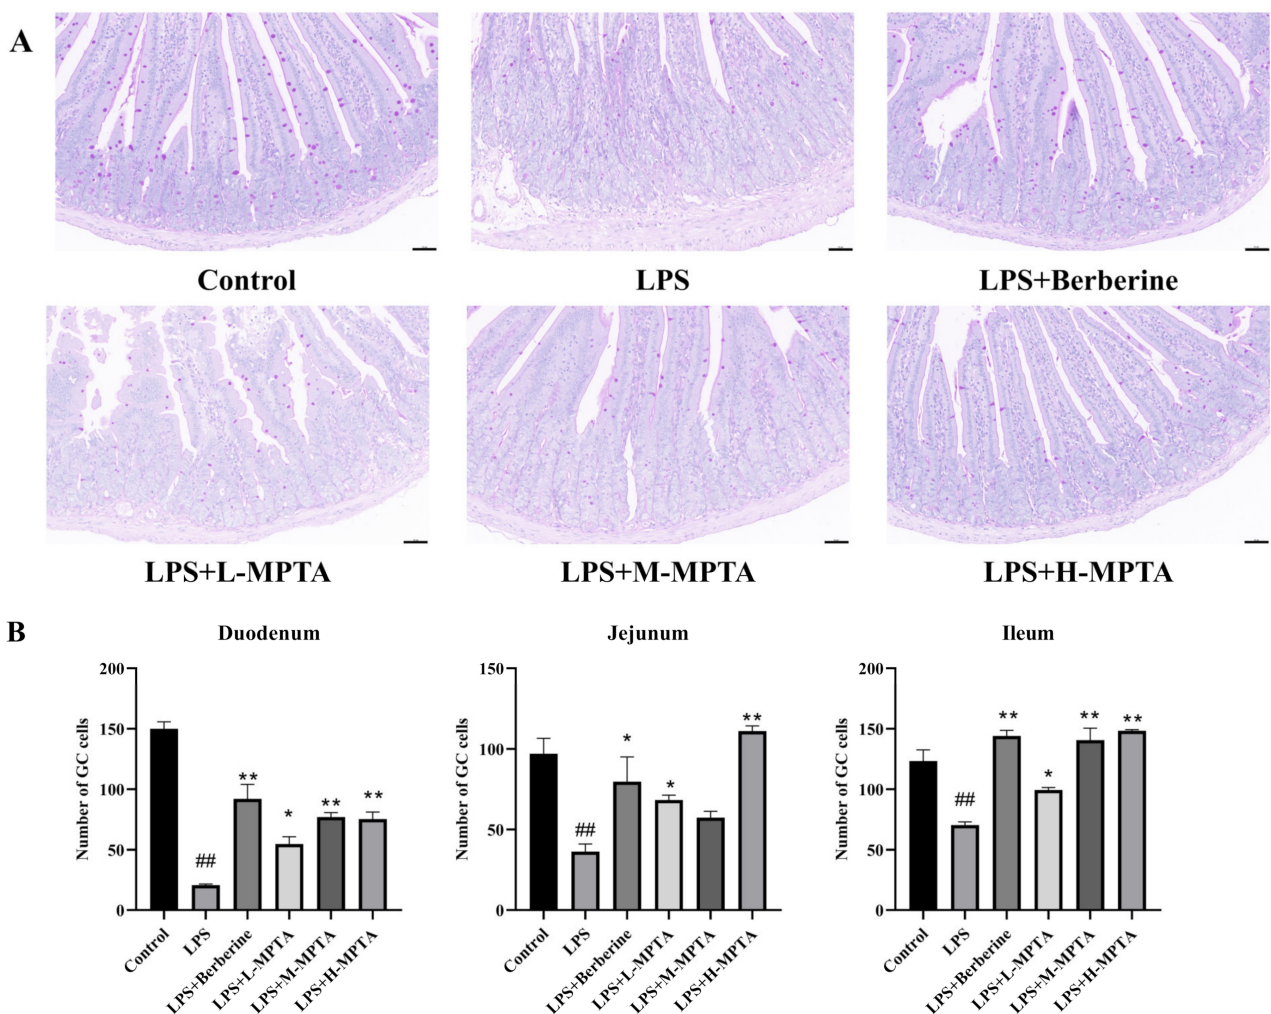 A
Control
LPS
LPS+Berberine
LPS+L-MPTA
LPS+M-MPTA
LPS+H-MPTA
B
Duodenum
Number of GC cells
200
150
100
50
0
##
**
*
**
**
Control
LPS
LPS+Berberine
LPS+L-MPTA
LPS+M-MPTA
LPS+H-MPTA
Jejunum
Number of GC cells
150
100
50
0
##
*
*
**
Control
LPS
LPS+Berberine
LPS+L-MPTA
LPS+M-MPTA
LPS+H-MPTA
Ileum
Number of GC cells
200
150
100
50
0
##
**
*
**
**
Control
LPS
LPS+Berberine
LPS+L-MPTA
LPS+M-MPTA
LPS+H-MPTA